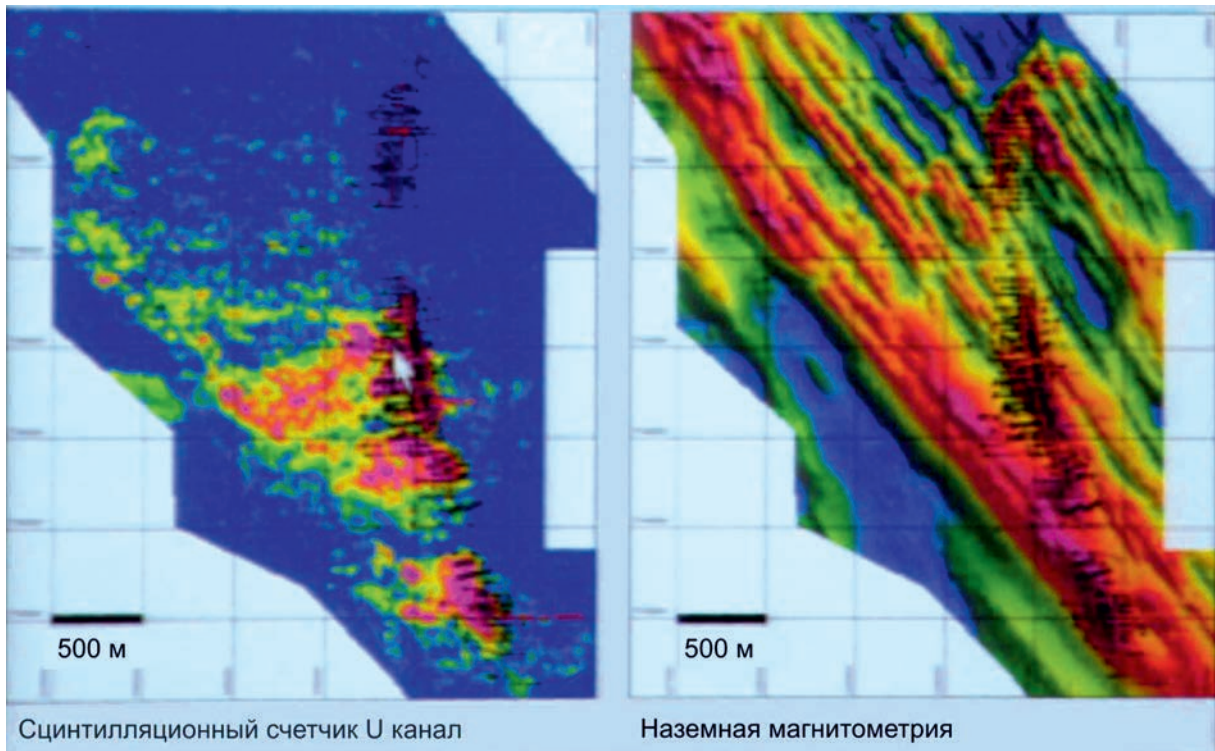 500 м
500 м
Сцинтилляционный счетчик U канал
Наземная магнитометрия